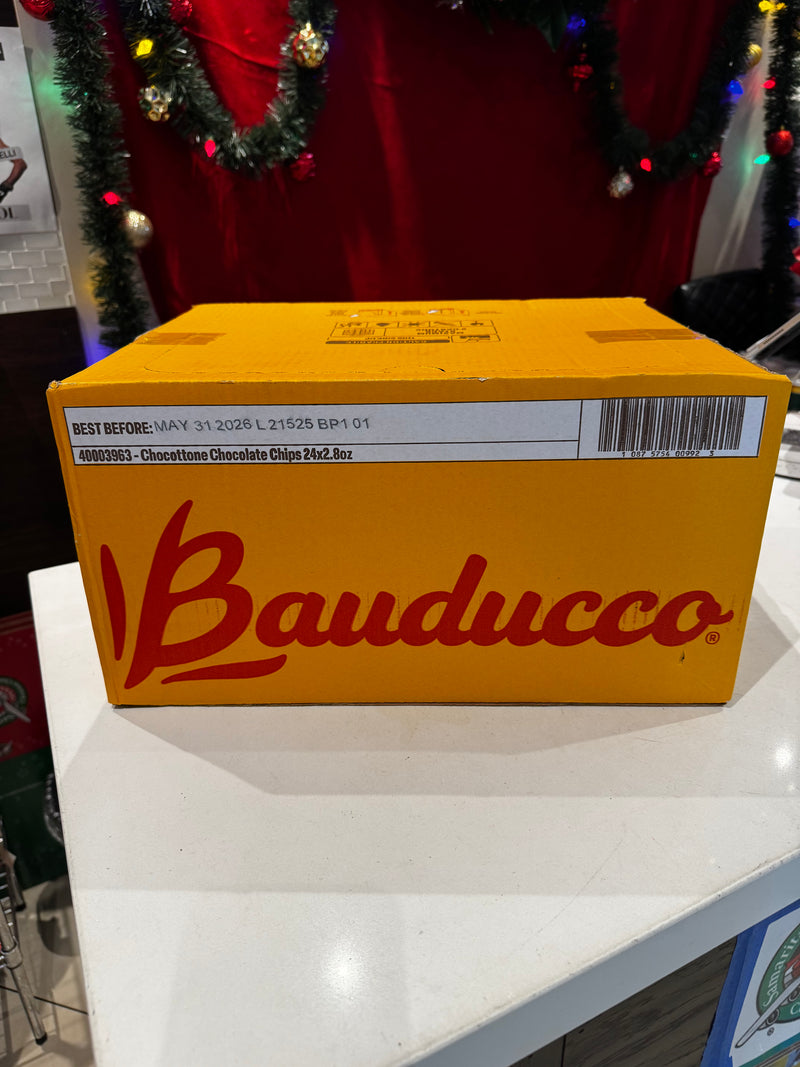 BEST BEFORE: MAY 31 2026 L 21525 BP1 01
40003963 - Chocottone Chocolate Chips 24x2.8oz
1 087 5754 00992 3
Bauducco®
Samaric